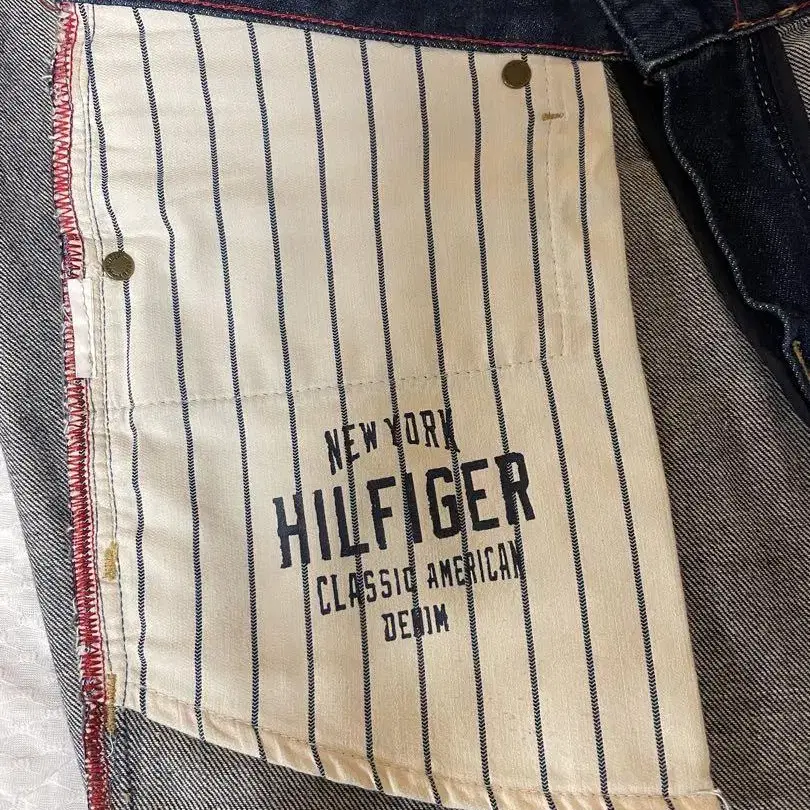 NEW YORK
HILFIGER
CLASSIC AMERICAN
DENIM